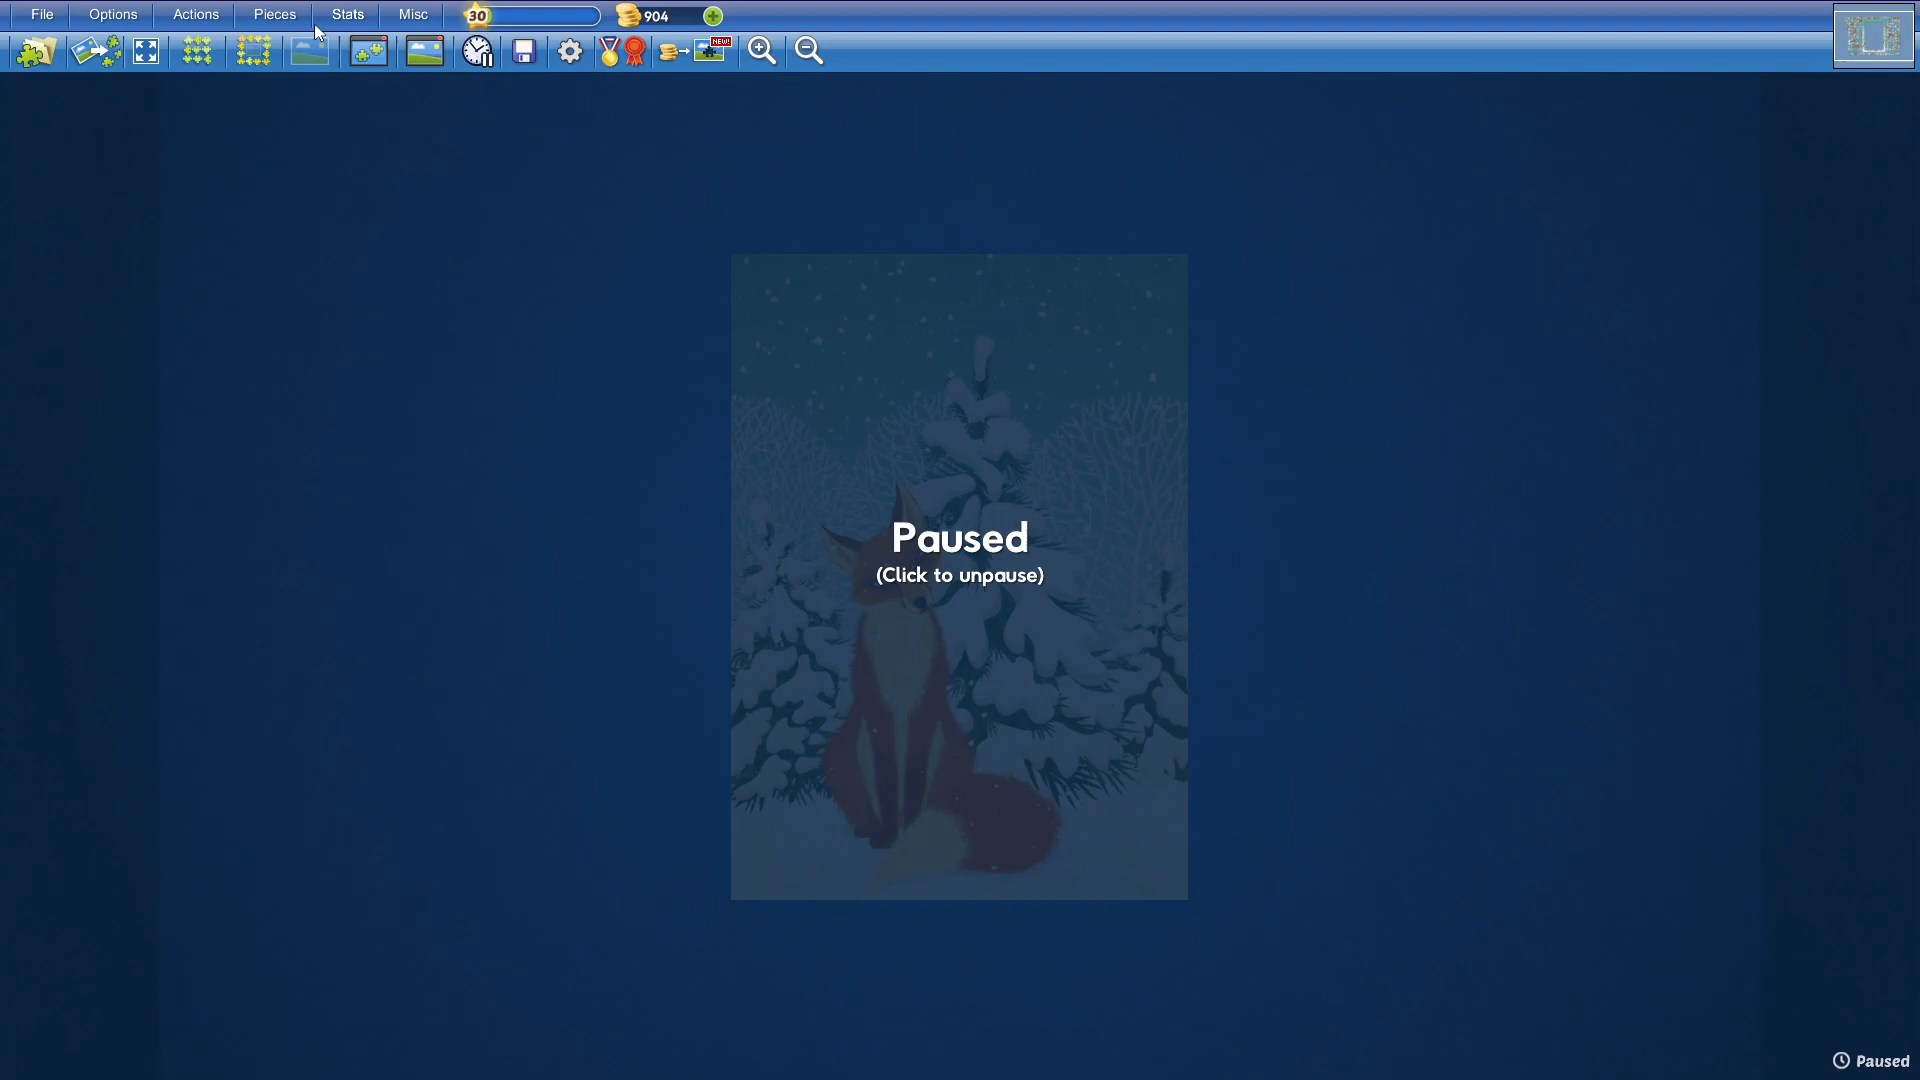 File Options Actions Pieces Stats Misc 30 904
NEW!
Paused
(Click to unpause)
Paused